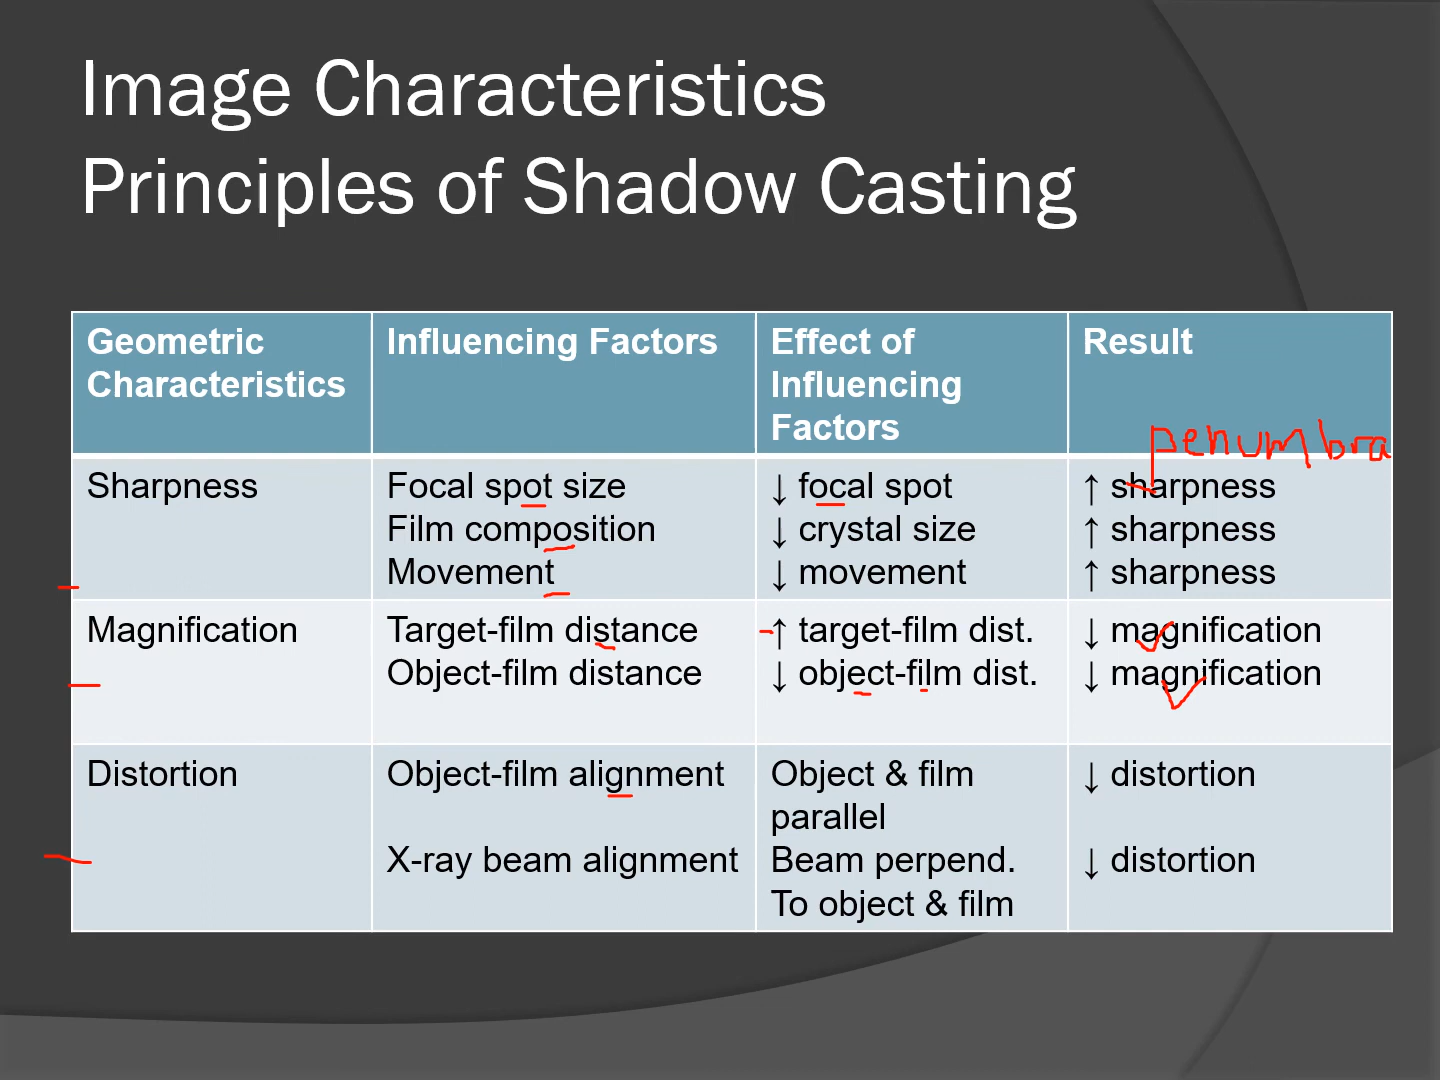 Image Characteristics
Principles of Shadow Casting
Geometric Characteristics
Influencing Factors
Effect of Influencing Factors
Result
penumbra
Sharpness
Focal spot size
↓ focal spot
↑ sharpness
Film composition
↓ crystal size
↑ sharpness
Movement
↓ movement
↑ sharpness
Magnification
Target-film distance
↑ target-film dist.
↓ magnification
Object-film distance
↓ object-film dist.
↓ magnification
Distortion
Object-film alignment
Object & film parallel
↓ distortion
X-ray beam alignment
Beam perpend.
To object & film
↓ distortion